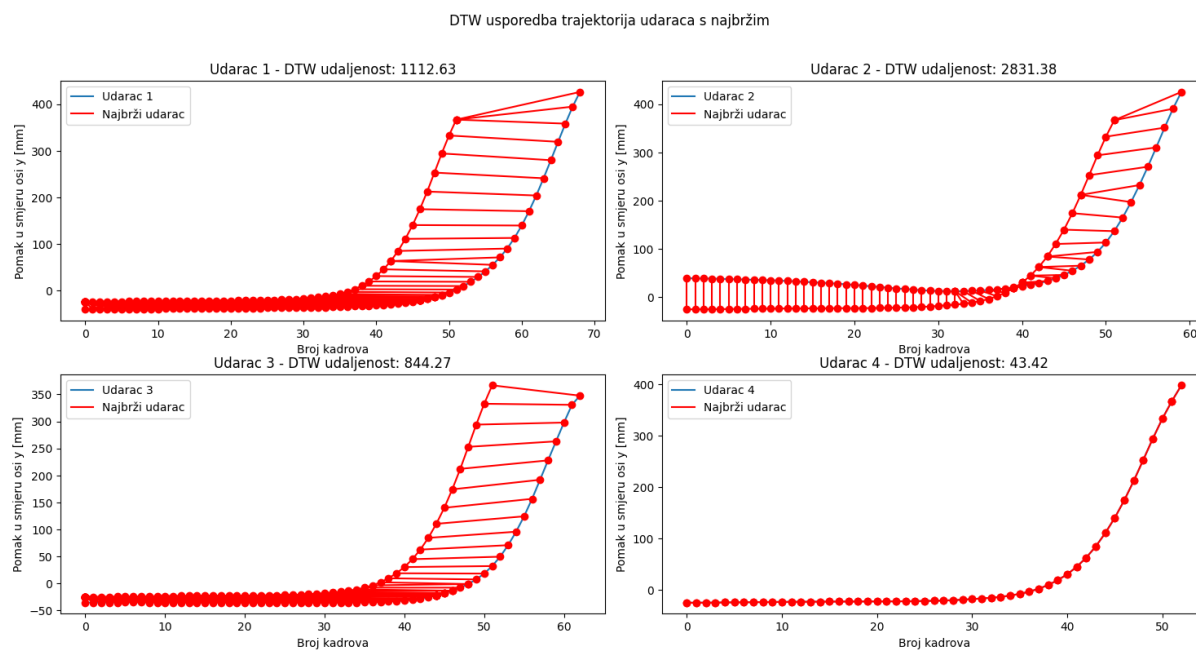 DTW usporedba trajektorija udaraca s najbržim
Udarac 1 - DTW udaljenost: 1112.63
Udarac 1
Najbrži udarac
Pomak u smjeru osi y [mm]
400
300
200
100
0
0 10 20 30 40 50 60 70
Broj kadrova
Udarac 2 - DTW udaljenost: 2831.38
Udarac 2
Najbrži udarac
Pomak u smjeru osi y [mm]
400
300
200
100
0
0 10 20 30 40 50 60
Broj kadrova
Udarac 3 - DTW udaljenost: 844.27
Udarac 3
Najbrži udarac
Pomak u smjeru osi y [mm]
350
300
250
200
150
100
50
0
−50
0 10 20 30 40 50 60
Broj kadrova
Udarac 4 - DTW udaljenost: 43.42
Udarac 4
Najbrži udarac
Pomak u smjeru osi y [mm]
400
300
200
100
0
0 10 20 30 40 50
Broj kadrova